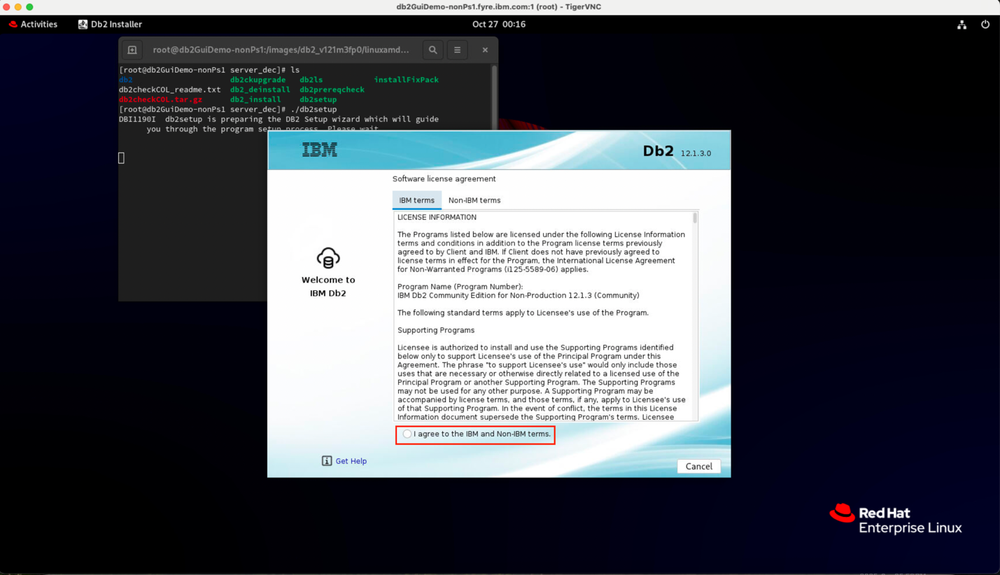 db2GuiDemo-nonPs1.fyre.ibm.com:1 (root) - TigerVNC
Activities Db2 Installer Oct 27 00:16
root@db2GuiDemo-nonPs1:/images/db2_v121m3fp0/linuxamd...
[root@db2GuiDemo-nonPs1 server_dec]# ls
db2 db2ckupgrade db2ls installFixPack
db2checkCOL_readme.txt db2_deinstall db2prereqcheck
db2checkCOL.tar.gz db2_install db2setup
[root@db2GuiDemo-nonPs1 server_dec]# ./db2setup
DBI1190I db2setup is preparing the DB2 Setup wizard which will guide
you through the program setup process. Please wait
IBM
Db2 12.1.3.0
Software license agreement
IBM terms Non-IBM terms
LICENSE INFORMATION
The Programs listed below are licensed under the following License Information
terms and conditions in addition to the Program license terms previously
agreed to by Client and IBM. If Client does not have previously agreed to
license terms in effect for the Program, the International License Agreement
for Non-Warranted Programs (i125-5589-06) applies.
Program Name (Program Number):
IBM Db2 Community Edition for Non-Production 12.1.3 (Community)
The following standard terms apply to Licensee's use of the Program.
Supporting Programs
Licensee is authorized to install and use the Supporting Programs identified
below only to support Licensee's use of the Principal Program under this
Agreement. The phrase "to support Licensee's use" would only include those
uses that are necessary or otherwise directly related to a licensed use of the
Principal Program or another Supporting Program. The Supporting Programs
may not be used for any other purpose. A Supporting Program may be
accompanied by license terms, and those terms, if any, apply to Licensee's use
of that Supporting Program. In the event of conflict, the terms in this License
Information document supersede the Supporting Program's terms. Licensee
Welcome to
IBM Db2
I agree to the IBM and Non-IBM terms.
Get Help
Cancel
Red Hat
Enterprise Linux